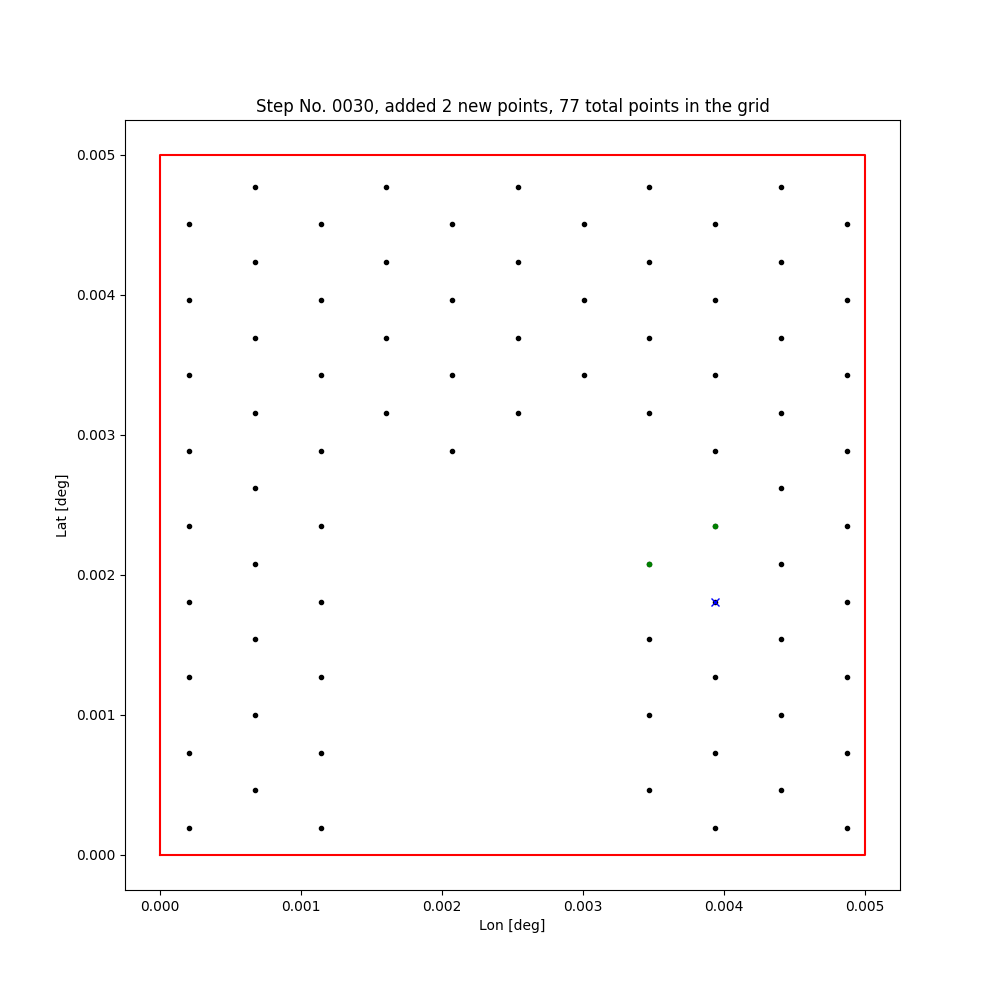 Step No. 0030, added 2 new points, 77 total points in the grid
0.005
0.004
0.003
0.002
0.001
0.000
Lat [deg]
0.000 0.001 0.002 0.003 0.004 0.005
Lon [deg]